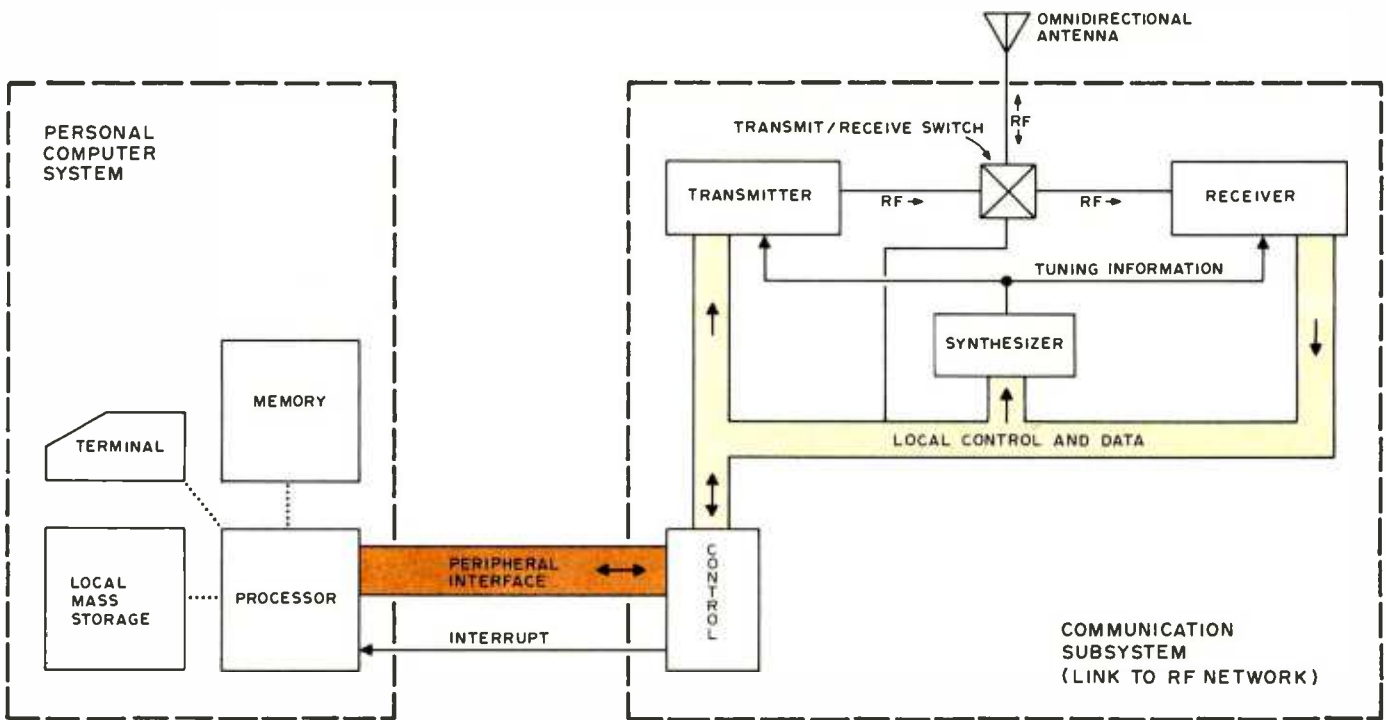 OMNIDIRECTIONAL
ANTENNA
PERSONAL
COMPUTER
SYSTEM
TRANSMIT/RECEIVE SWITCH
RF
TRANSMITTER
RF
RF
RECEIVER
TUNING INFORMATION
SYNTHESIZER
MEMORY
TERMINAL
LOCAL CONTROL AND DATA
LOCAL
MASS
STORAGE
PROCESSOR
PERIPHERAL
INTERFACE
INTERRUPT
CONTROL
COMMUNICATION
SUBSYSTEM
(LINK TO RF NETWORK)